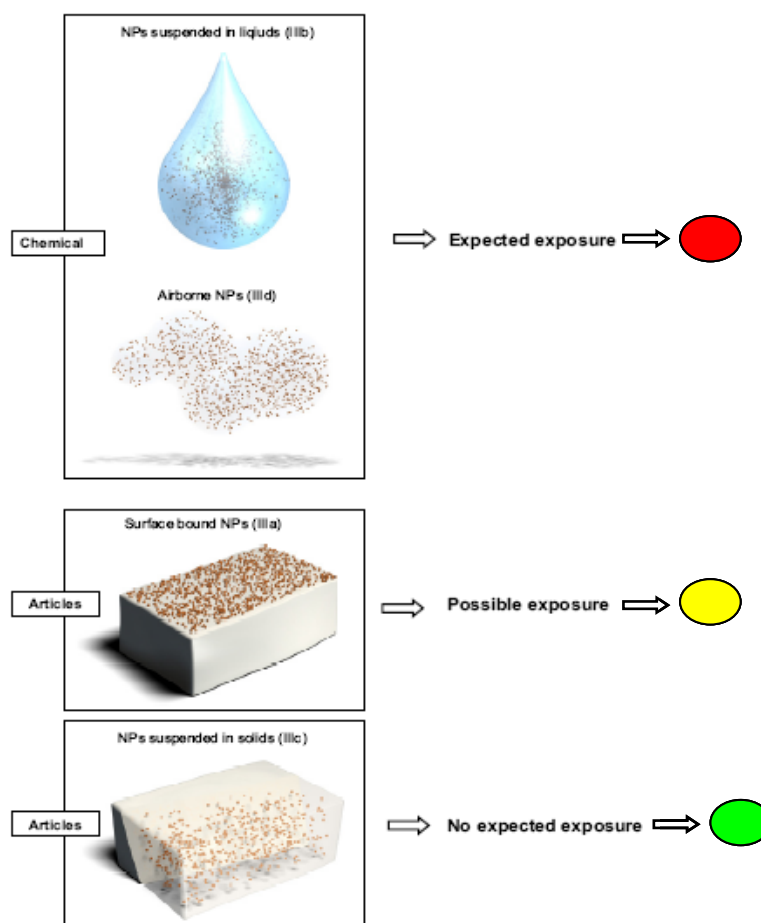 NPs suspended in liqiuds (IIIb)
Chemical
Expected exposure
Airborne NPs (IIId)
Surface bound NPs (IIIa)
Articles
Possible exposure
NPs suspended in solids (IIIc)
Articles
No expected exposure